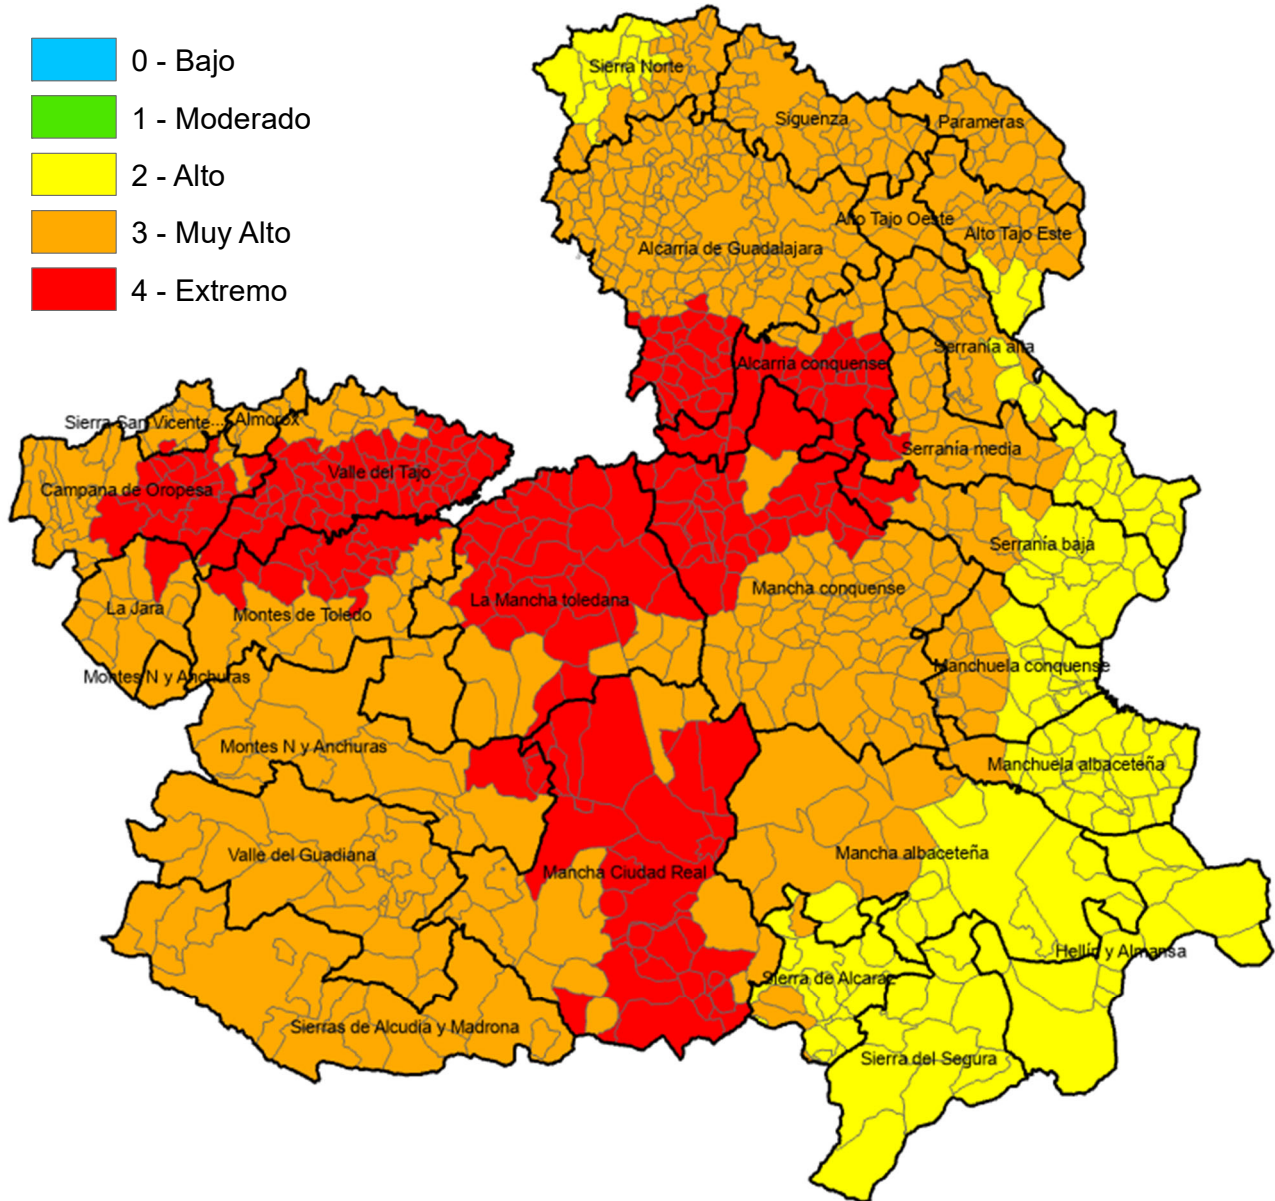 0 - Bajo
1 - Moderado
2 - Alto
3 - Muy Alto
4 - Extremo
Sierra Norte
Sigüenza
Parameras
Alto Tajo Oeste
Alto Tajo Este
Alcarria de Guadalajara
Serranía alta
Alcarria conquense
Sierra San Vicente...
Almorox
Serranía media
Valle del Tajo
Campana de Oropesa
Serranía baja
Mancha conquense
La Mancha toledana
La Jara
Montes de Toledo
Manchuela conquense
Montes N y Anchuras
Montes N y Anchuras
Manchuela albaceteña
Valle del Guadiana
Mancha albaceteña
Mancha Ciudad Real
Hellín y Almansa
Sierra de Alcaraz
Sierras de Alcudia y Madrona
Sierra del Segura